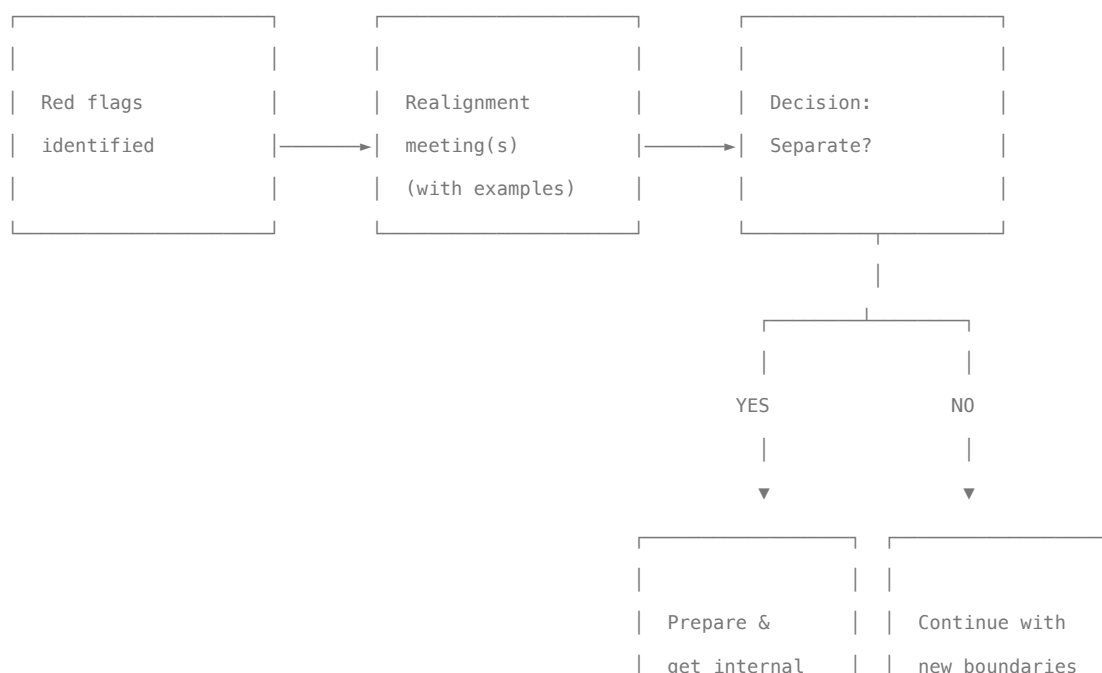 Red flags
identified
Realignment
meeting(s)
(with examples)
Decision:
Separate?
YES
NO
Prepare &
get internal
Continue with
new boundaries